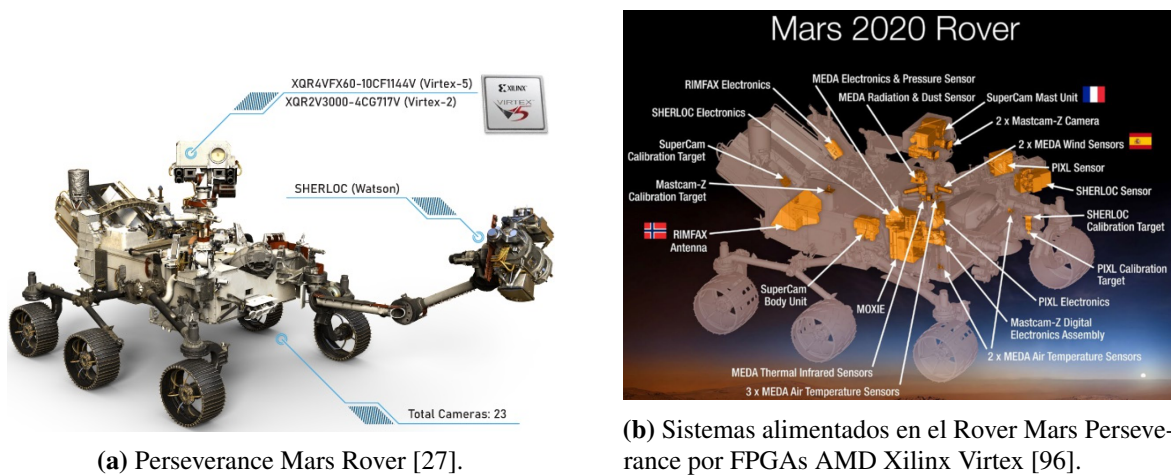 XQR4VFX60-10CF1144V (Virtex-5)
XQR2V3000-4CG717V (Virtex-2)
XILINX
VIRTEX
5
SHERLOC (Watson)
Total Cameras: 23
(a) Perseverance Mars Rover [27].
Mars 2020 Rover
MEDA Electronics & Pressure Sensor
RIMFAX Electronics
MEDA Radiation & Dust Sensor
SuperCam Mast Unit
SHERLOC Electronics
2 x Mastcam-Z Camera
SuperCam
Calibration Target
2 x MEDA Wind Sensors
PIXL Sensor
Mastcam-Z
Calibration Target
SHERLOC Sensor
SHERLOC
Calibration Target
RIMFAX
Antenna
PIXL Calibration
Target
SuperCam
Body Unit
MOXIE
PIXL Electronics
Mastcam-Z Digital
Electronics Assembly
2 x MEDA Air Temperature Sensors
MEDA Thermal Infrared Sensors
3 x MEDA Air Temperature Sensors
(b) Sistemas alimentados en el Rover Mars Perseve-
rance por FPGAs AMD Xilinx Virtex [96].